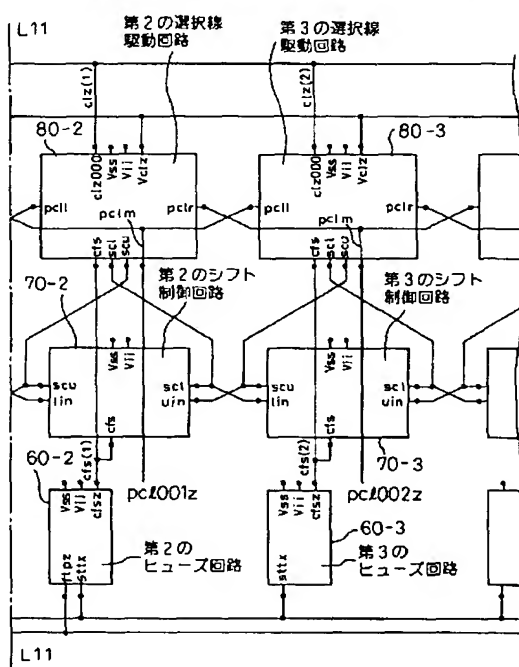 L11
第2の選択線
駆動回路
第3の選択線
駆動回路
clz(1)
clz(2)
80-2
80-3
clz000
Vss
Vii
Vclz
clz000
Vss
Vii
Vclz
pcll
pclm
pclr
pcll
pclm
pclr
cfs
scl
scu
cfs
scl
scu
70-2
第2のシフト
制御回路
第3のシフト
制御回路
Vss
Vii
Vss
Vii
scu
lin
scl
uin
scu
lin
scl
uin
cfs
cfs
70-3
60-2
cfs(1)
cfs(2)
pcl001z
pcl002z
Vss
Vii
cfsz
Vss
Vii
cfsz
60-3
第2の
ヒューズ回路
第3の
ヒューズ回路
sttx
sttx
L11